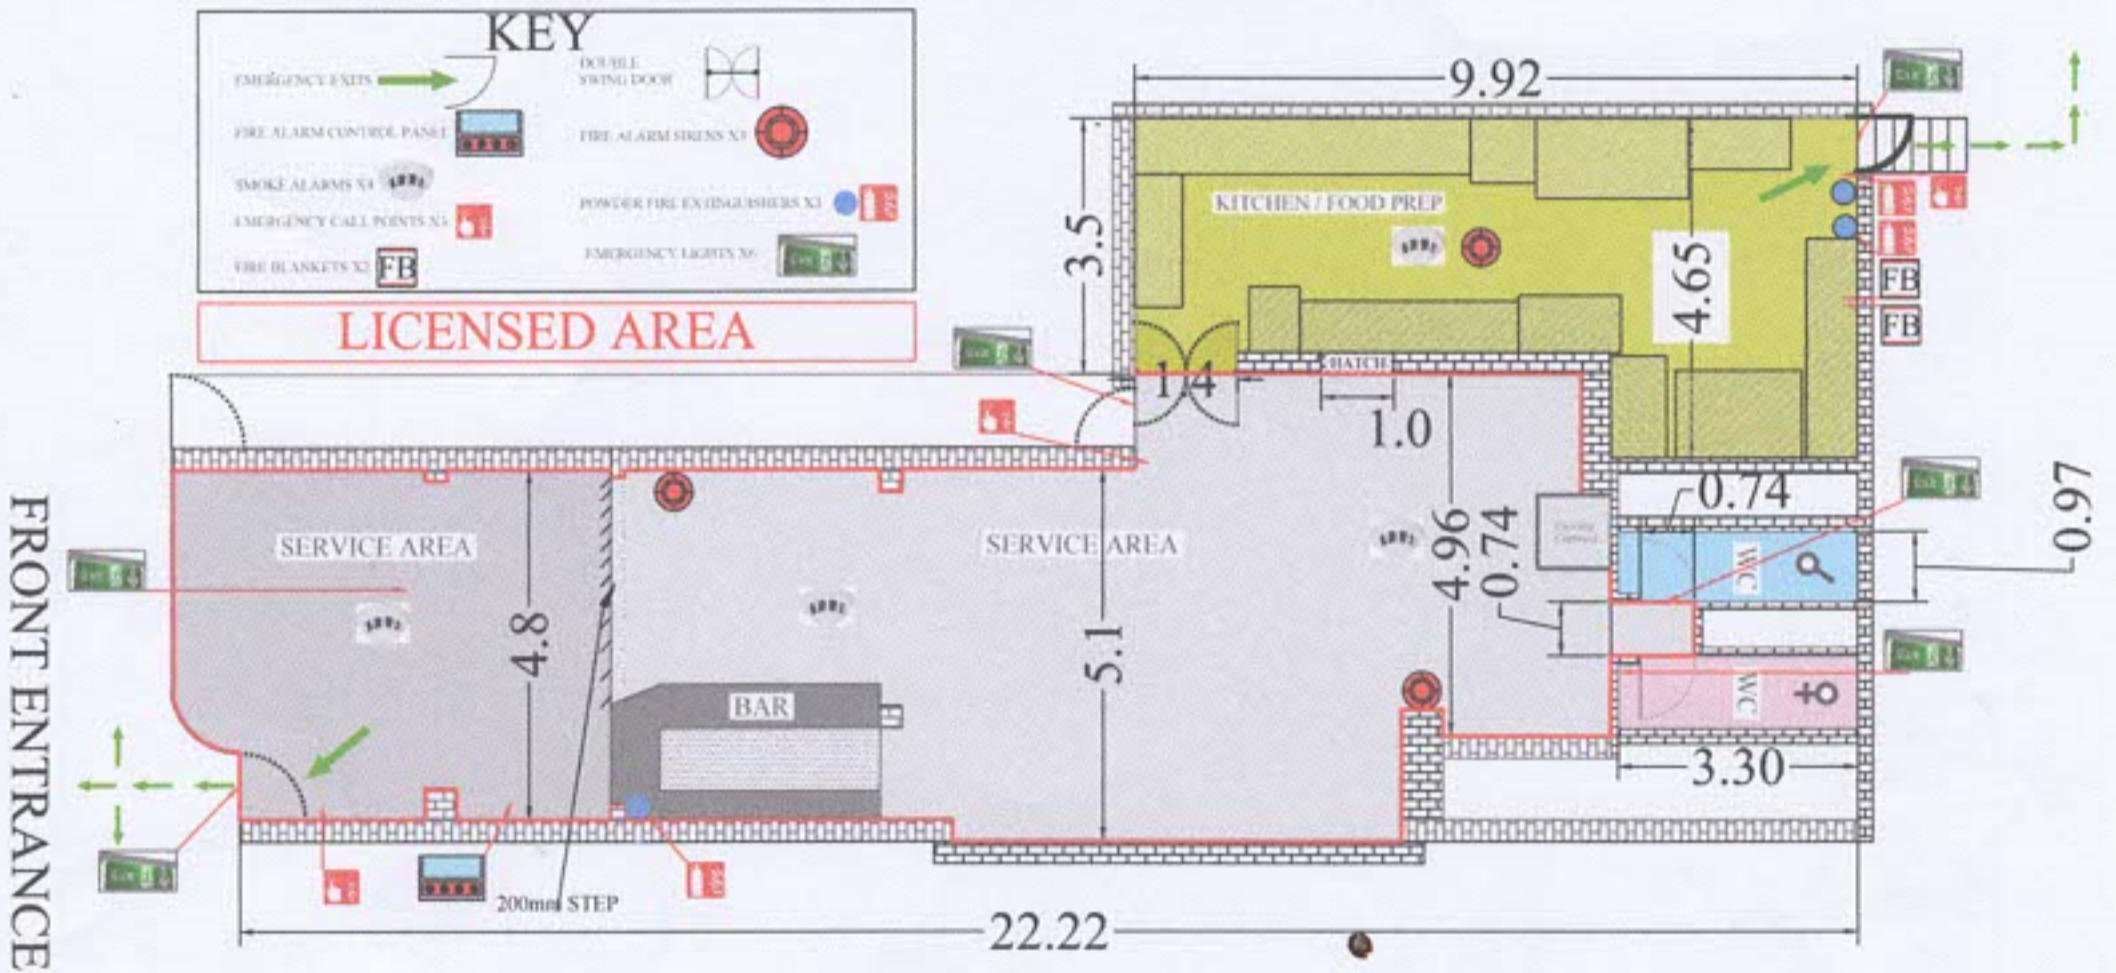 KEY
EMERGENCY EXITS
DOUBLE
SWING DOOR
FIRE ALARM CONTROL PANEL
FIRE ALARM SIRENS X3
SMOKE ALARMS X4
POWDER FIRE EXTINGUISHERS X3
EMERGENCY CALL POINTS X3
EMERGENCY LIGHTS X6
FIRE BLANKETS X2
FB
LICENSED AREA
9.92
3.5
KITCHEN / FOOD PREP
4.65
FB
FB
1.4
HATCH
1.0
0.74
0.97
FRONT ENTRANCE
SERVICE AREA
4.8
SERVICE AREA
5.1
4.96
0.74
WC
WC
BAR
3.30
200mm STEP
22.22